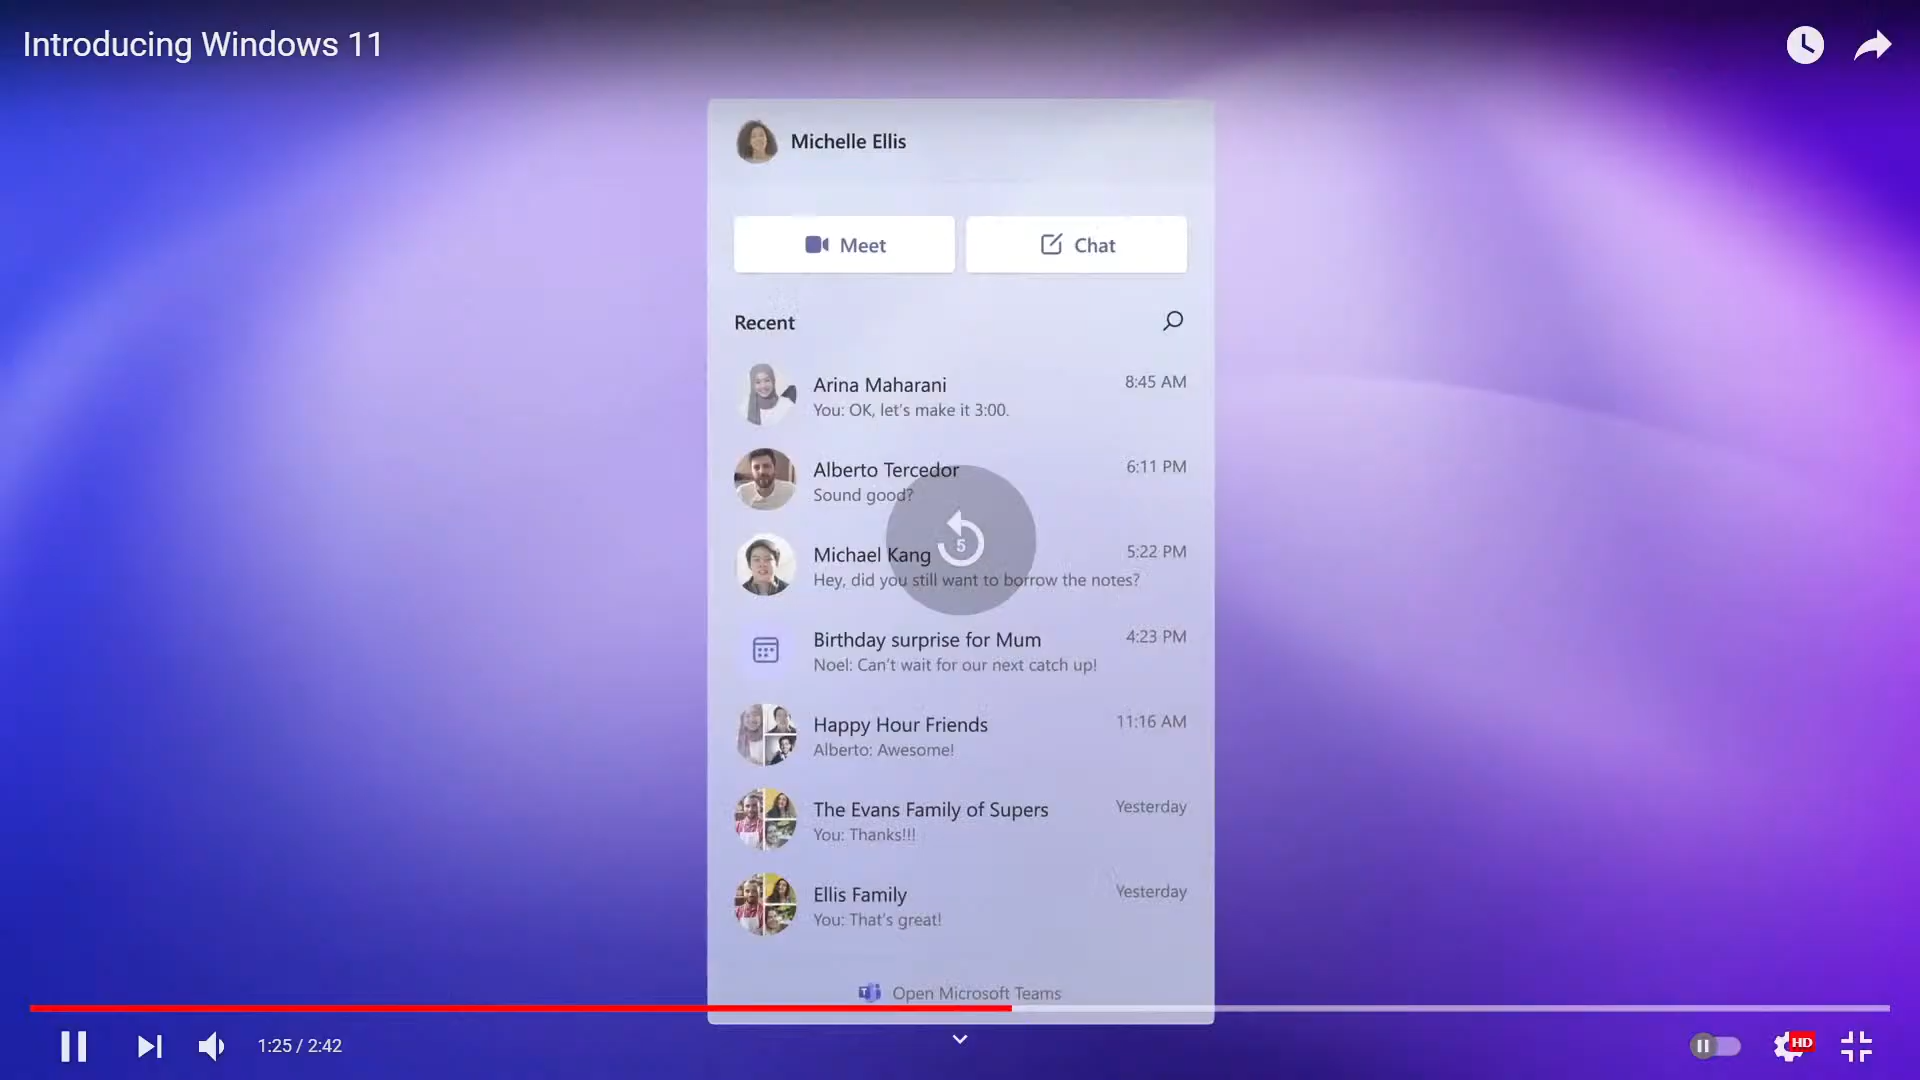 Introducing Windows 11
Michelle Ellis
Meet
Chat
Recent
Arina Maharani
8:45 AM
You: OK, let's make it 3:00.
Alberto Tercedor
6:11 PM
Sound good?
5
Michael Kang
5:22 PM
Hey, did you still want to borrow the notes?
Birthday surprise for Mum
4:23 PM
Noel: Can't wait for our next catch up!
Happy Hour Friends
11:16 AM
Alberto: Awesome!
The Evans Family of Supers
Yesterday
You: Thanks!!!
Ellis Family
Yesterday
You: That's great!
Open Microsoft Teams
1:25 / 2:42
HD